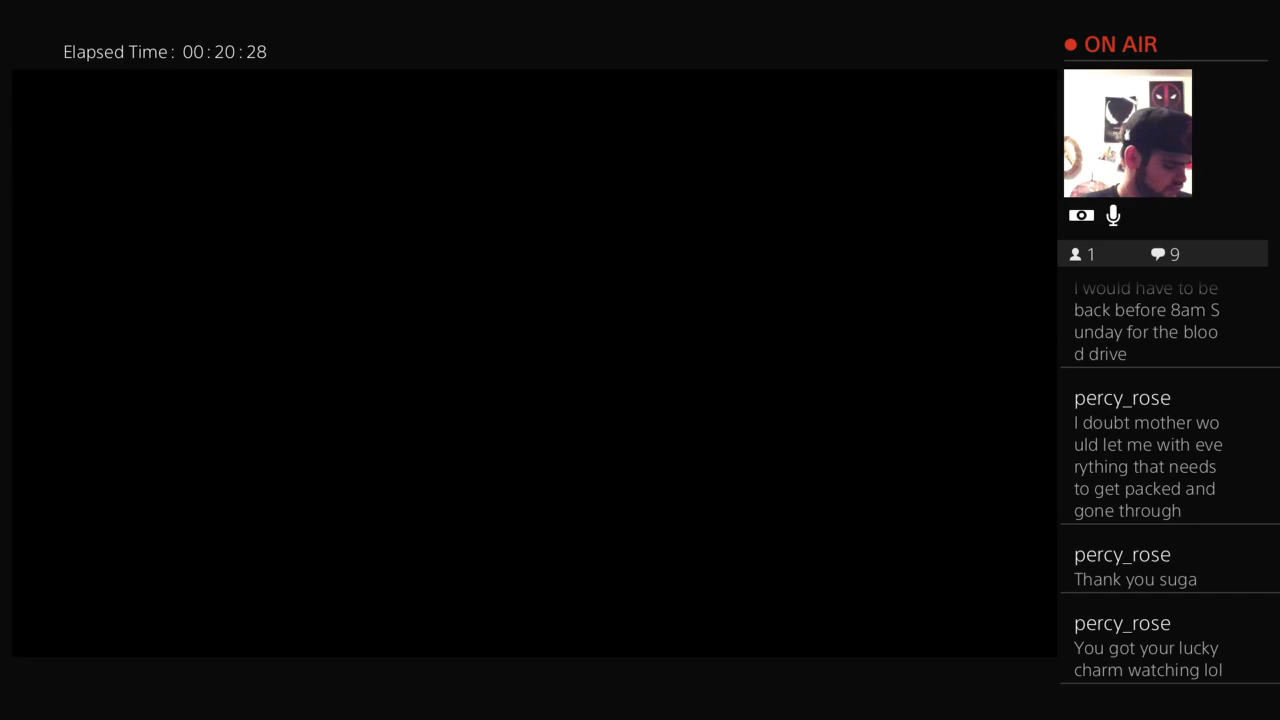 Elapsed Time: 00:20:28
ON AIR
1 9
I would have to be
back before 8am S
unday for the bloo
d drive
percy_rose
I doubt mother wo
uld let me with eve
rything that needs
to get packed and
gone through
percy_rose
Thank you suga
percy_rose
You got your lucky
charm watching lol